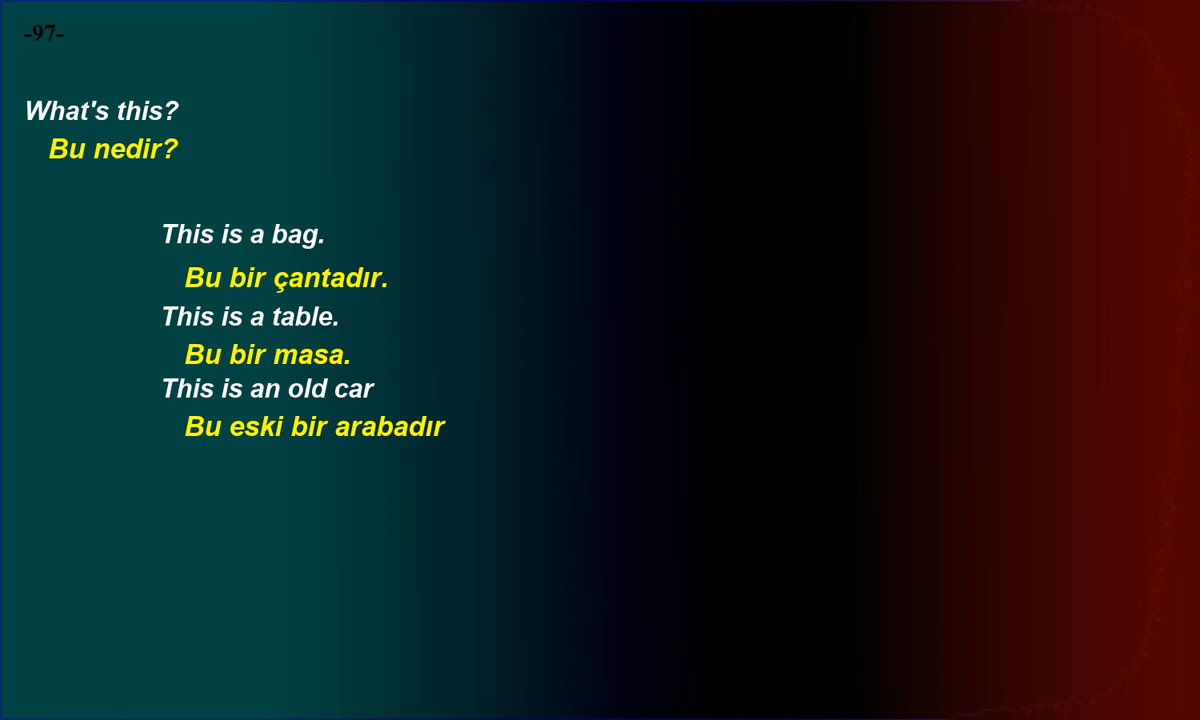 -97-
What's this?
Bu nedir?
This is a bag.
Bu bir çantadır.
This is a table.
Bu bir masa.
This is an old car
Bu eski bir arabadır